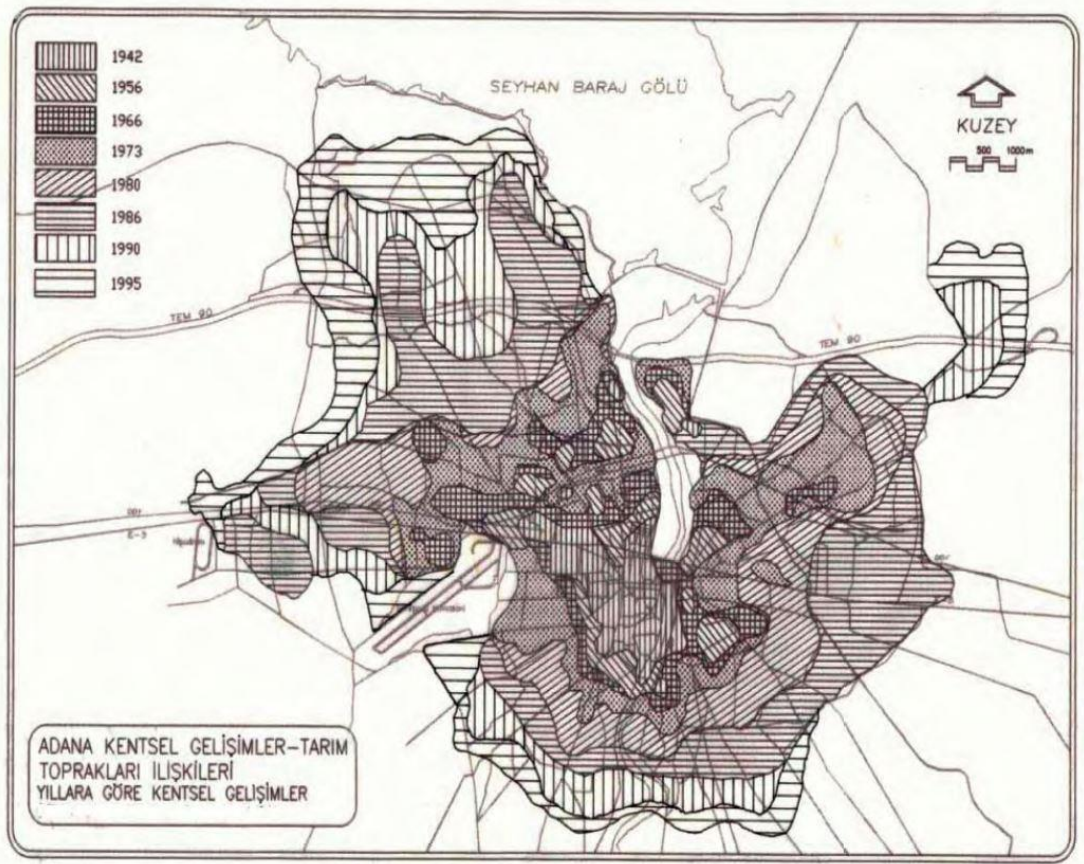 1942
1956
1966
1973
1980
1986
1990
1995
SEYHAN BARAJ GÖLÜ
KUZEY
500 1000m
TEM 90
TEM 90
E-5
ADANA KENTSEL GELİŞİMLER-TARIM
TOPRAKLARI İLİŞKİLERİ
YILLARA GÖRE KENTSEL GELİŞİMLER